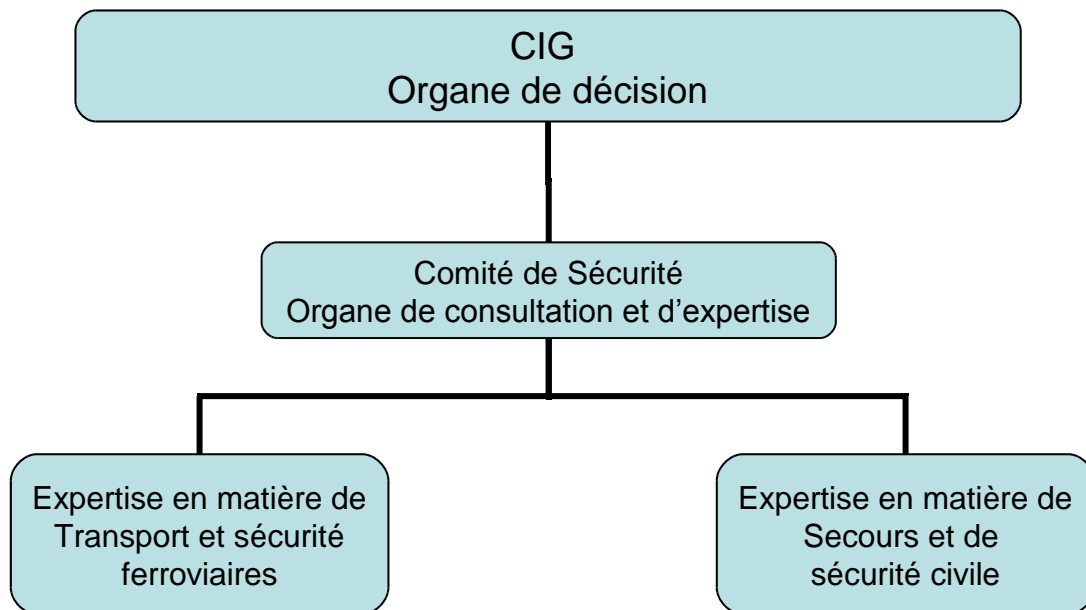 CIG
Organe de décision
Comité de Sécurité
Organe de consultation et d’expertise
Expertise en matière de
Transport et sécurité
ferroviaires
Expertise en matière de
Secours et de
sécurité civile